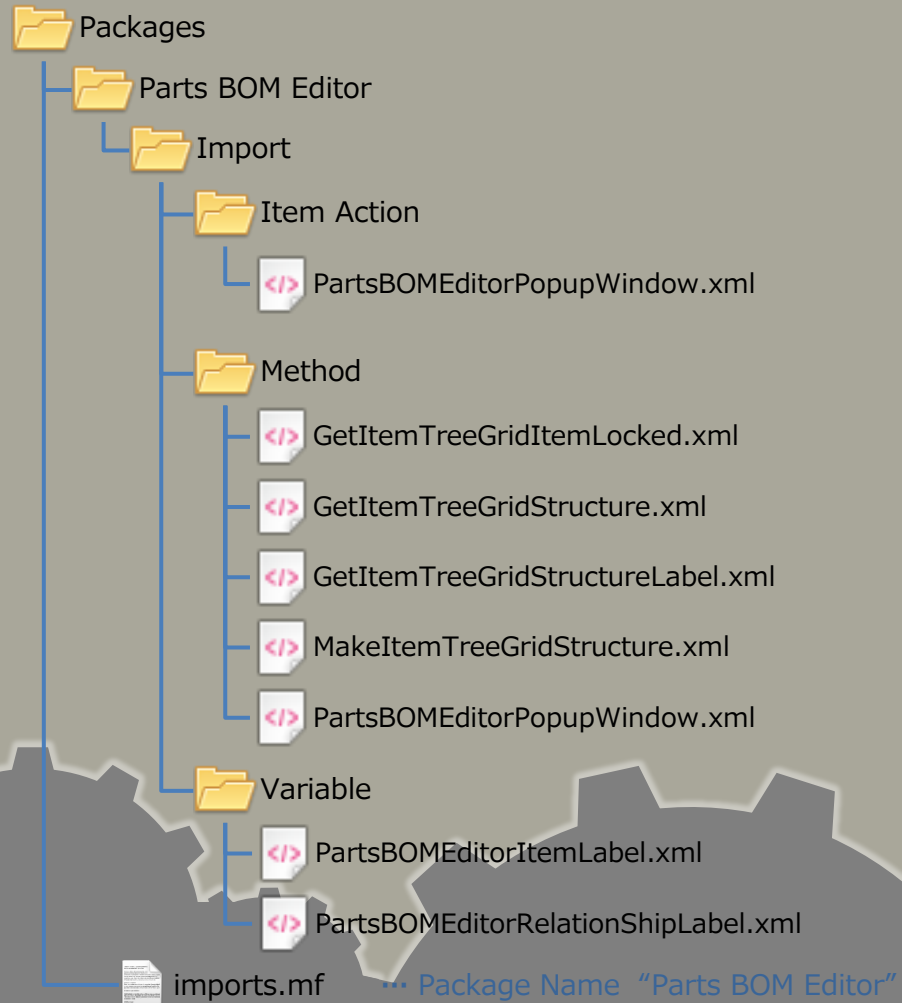 Packages
Parts BOM Editor
Import
Item Action
</> PartsBOMEditorPopupWindow.xml
Method
</> GetItemTreeGridItemLocked.xml
</> GetItemTreeGridStructure.xml
</> GetItemTreeGridStructureLabel.xml
</> MakeItemTreeGridStructure.xml
</> PartsBOMEditorPopupWindow.xml
Variable
</> PartsBOMEditorItemLabel.xml
</> PartsBOMEditorRelationShipLabel.xml
imports.mf … Package Name “Parts BOM Editor”